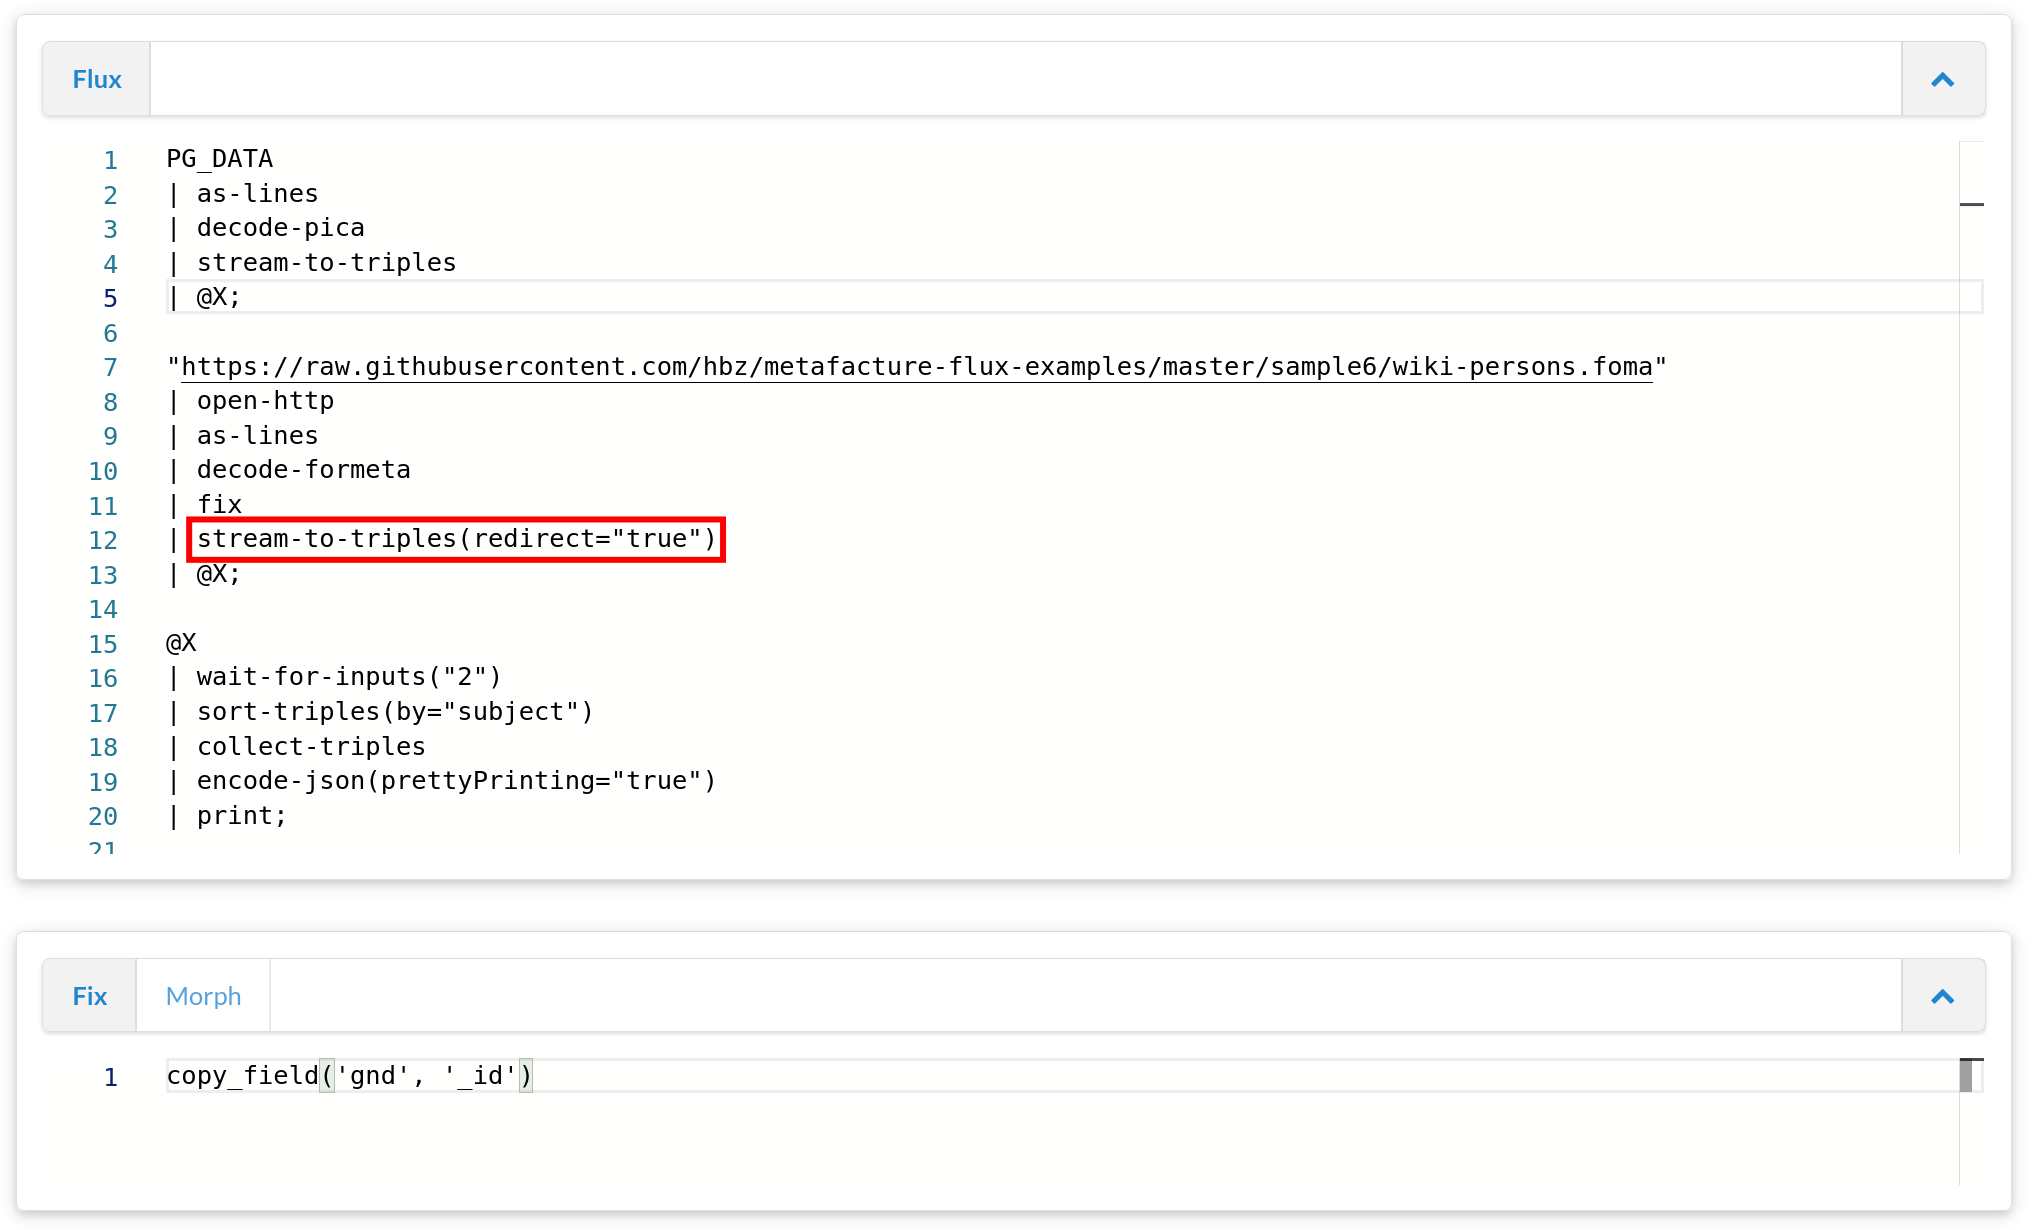 Flux
1 PG_DATA
2 | as-lines
3 | decode-pica
4 | stream-to-triples
5 | @X;
6
7 "https://raw.githubusercontent.com/hbz/metafacture-flux-examples/master/sample6/wiki-persons.foma"
8 | open-http
9 | as-lines
10 | decode-formeta
11 | fix
12 | stream-to-triples(redirect="true")
13 | @X;
14
15 @X
16 | wait-for-inputs("2")
17 | sort-triples(by="subject")
18 | collect-triples
19 | encode-json(prettyPrinting="true")
20 | print;
21
Fix Morph
1 copy_field('gnd', '_id')